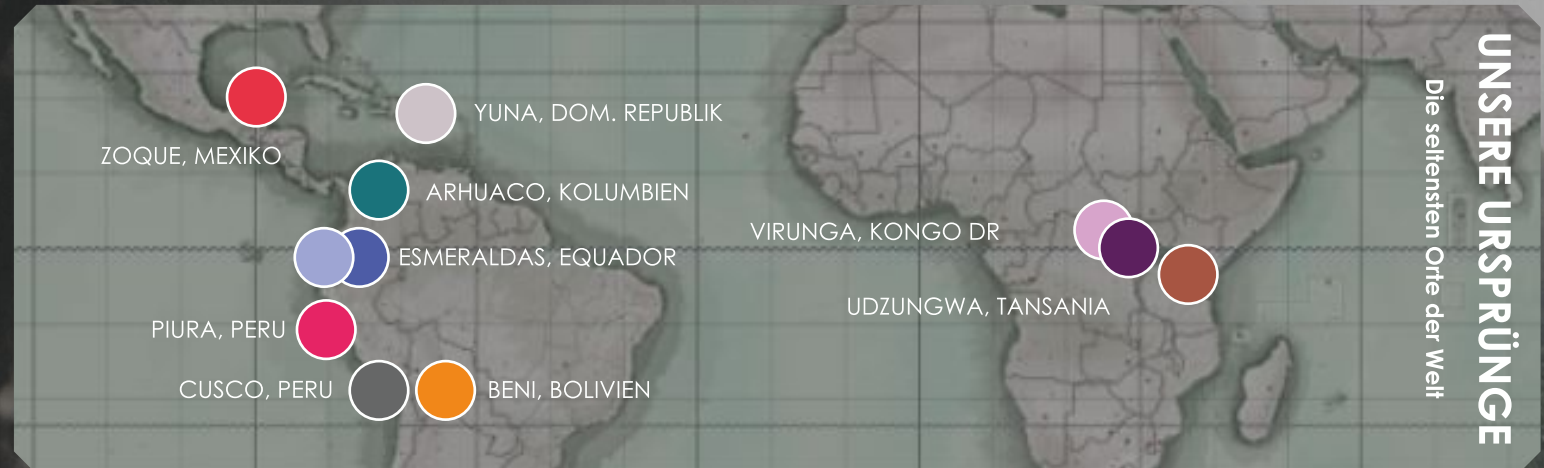 UNSERE URSPRÜNGE
Die seltensten Orte der Welt
YUNA, DOM. REPUBLIK
ZOQUE, MEXIKO
ARHUACO, KOLUMBIEN
ESMERALDAS, EQUADOR
PIURA, PERU
CUSCO, PERU
BENI, BOLIVIEN
VIRUNGA, KONGO DR
UDZUNGWA, TANSANIA